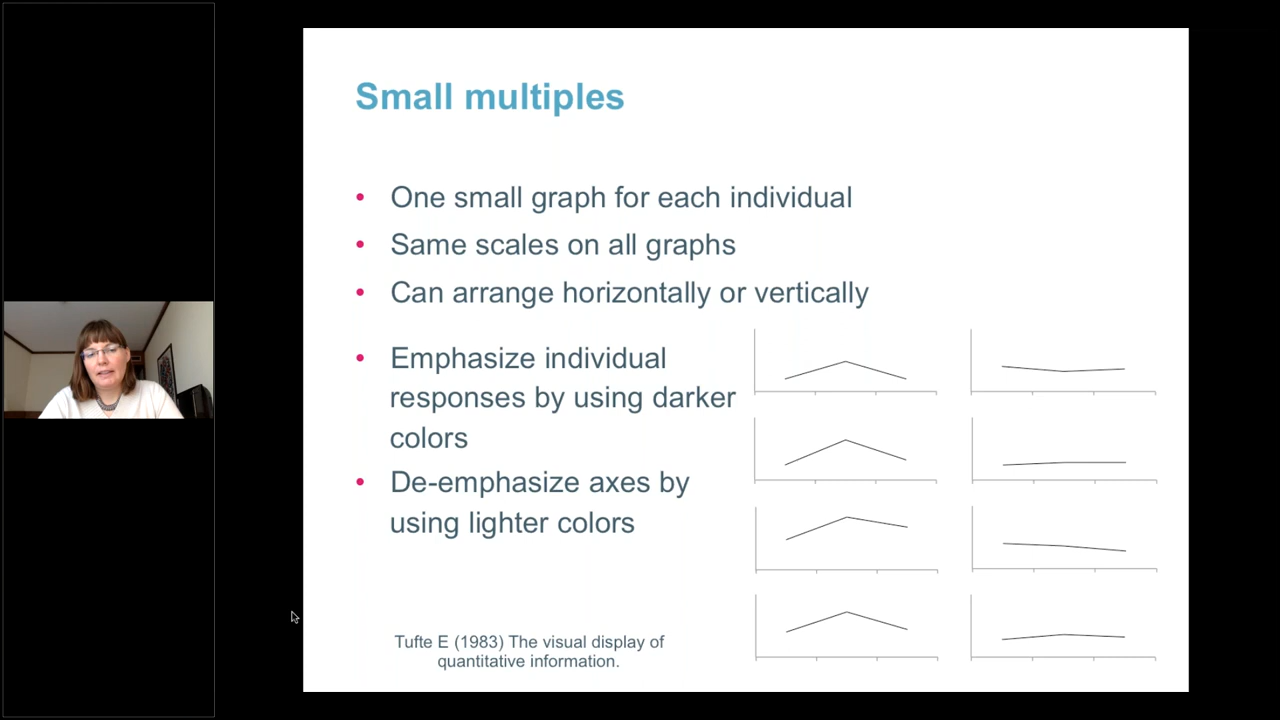 Small multiples
• One small graph for each individual
• Same scales on all graphs
• Can arrange horizontally or vertically
• Emphasize individual
responses by using darker
colors
• De-emphasize axes by
using lighter colors
Tufte E (1983) The visual display of
quantitative information.